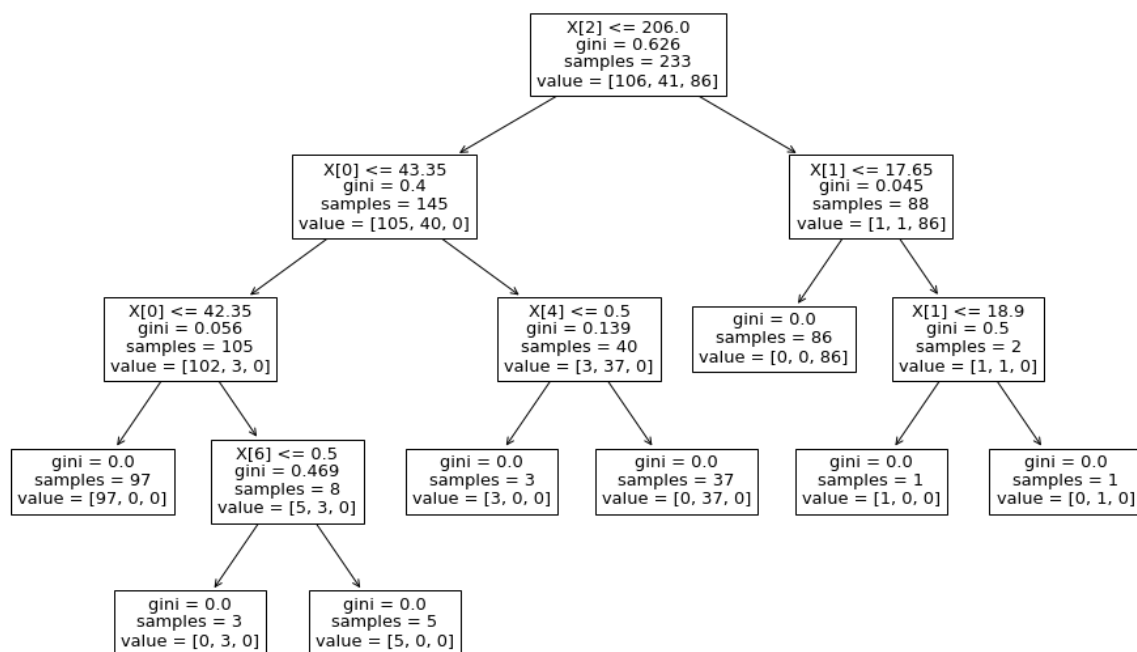 X[2] <= 206.0
gini = 0.626
samples = 233
value = [106, 41, 86]
X[0] <= 43.35
gini = 0.4
samples = 145
value = [105, 40, 0]
X[1] <= 17.65
gini = 0.045
samples = 88
value = [1, 1, 86]
X[0] <= 42.35
gini = 0.056
samples = 105
value = [102, 3, 0]
X[4] <= 0.5
gini = 0.139
samples = 40
value = [3, 37, 0]
gini = 0.0
samples = 86
value = [0, 0, 86]
X[1] <= 18.9
gini = 0.5
samples = 2
value = [1, 1, 0]
gini = 0.0
samples = 97
value = [97, 0, 0]
X[6] <= 0.5
gini = 0.469
samples = 8
value = [5, 3, 0]
gini = 0.0
samples = 3
value = [3, 0, 0]
gini = 0.0
samples = 37
value = [0, 37, 0]
gini = 0.0
samples = 1
value = [1, 0, 0]
gini = 0.0
samples = 1
value = [0, 1, 0]
gini = 0.0
samples = 3
value = [0, 3, 0]
gini = 0.0
samples = 5
value = [5, 0, 0]